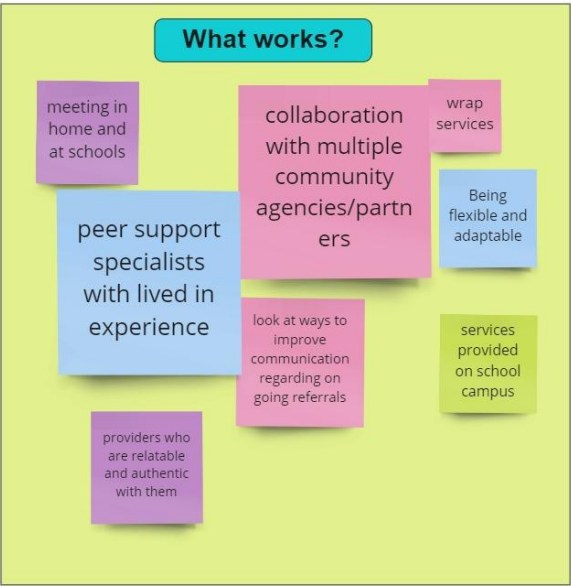 What works?
meeting in
home and
at schools
collaboration
with multiple
community
agencies/partn
ers
wrap
services
peer support
specialists
with lived in
experience
Being
flexible and
adaptable
look at ways to
improve
communication
regarding on
going referrals
services
provided
on school
campus
providers who
are relatable
and authentic
with them